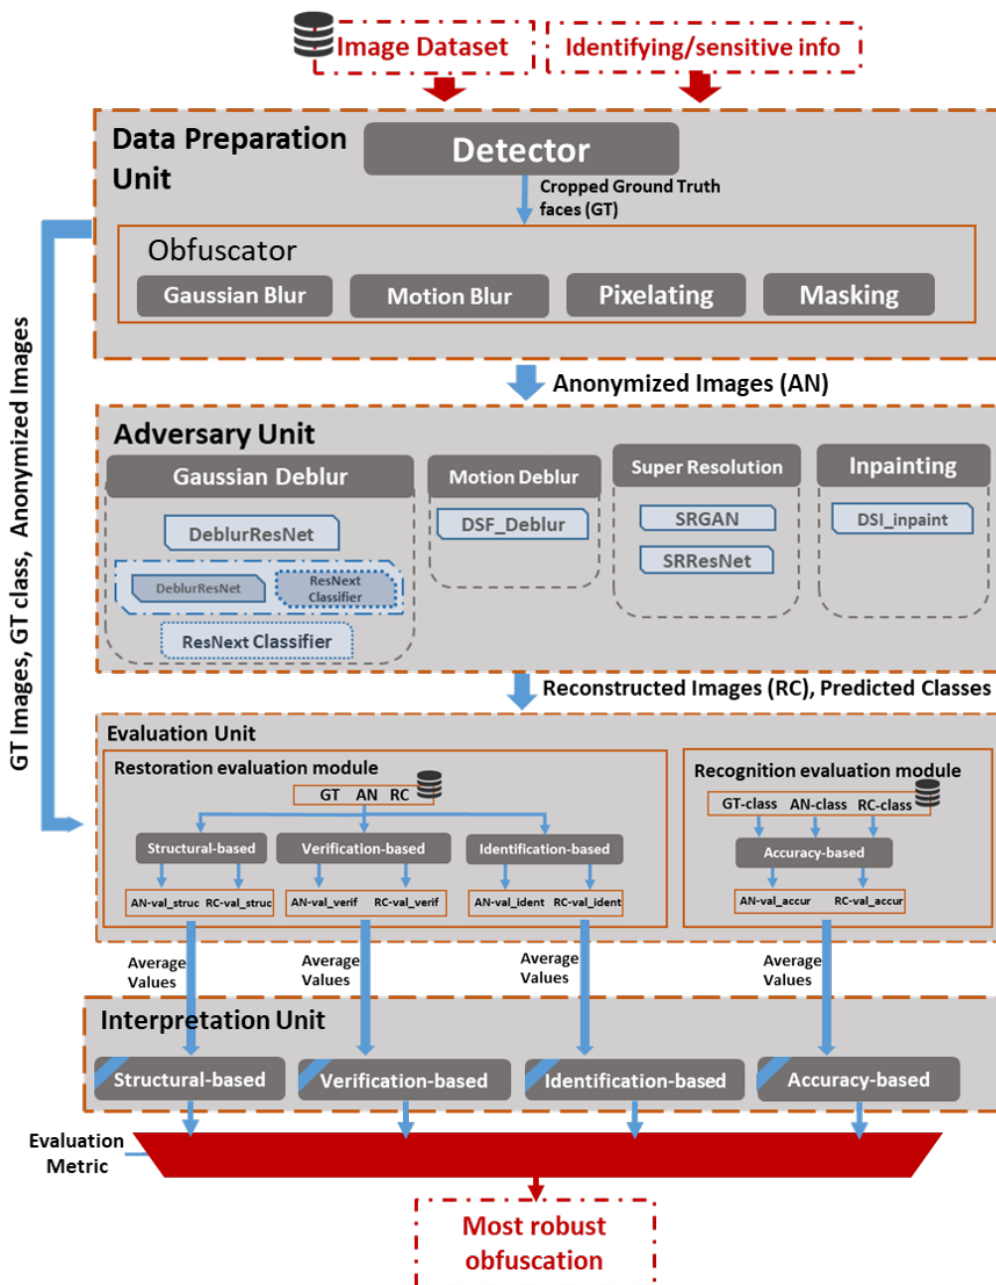 Image Dataset
Identifying/sensitive info
Data Preparation
Unit
Detector
Cropped Ground Truth
faces (GT)
Obfuscator
Gaussian Blur
Motion Blur
Pixelating
Masking
GT Images, GT class, Anonymized Images
Anonymized Images (AN)
Adversary Unit
Gaussian Deblur
Motion Deblur
Super Resolution
Inpainting
DeblurResNet
DSF_Deblur
SRGAN
DSI_inpaint
SRResNet
DeblurResNet
ResNext
Classifier
ResNext Classifier
Reconstructed Images (RC), Predicted Classes
Evaluation Unit
Restoration evaluation module
GT AN RC
Structural-based
Verification-based
Identification-based
AN-val_struc RC-val_struc
AN-val_verif RC-val_verif
AN-val_ident RC-val_ident
Recognition evaluation module
GT-class AN-class RC-class
Accuracy-based
AN-val_accur RC-val_accur
Average
Values
Average
Values
Average
Values
Average
Values
Interpretation Unit
Structural-based
Verification-based
Identification-based
Accuracy-based
Evaluation
Metric
Most robust
obfuscation